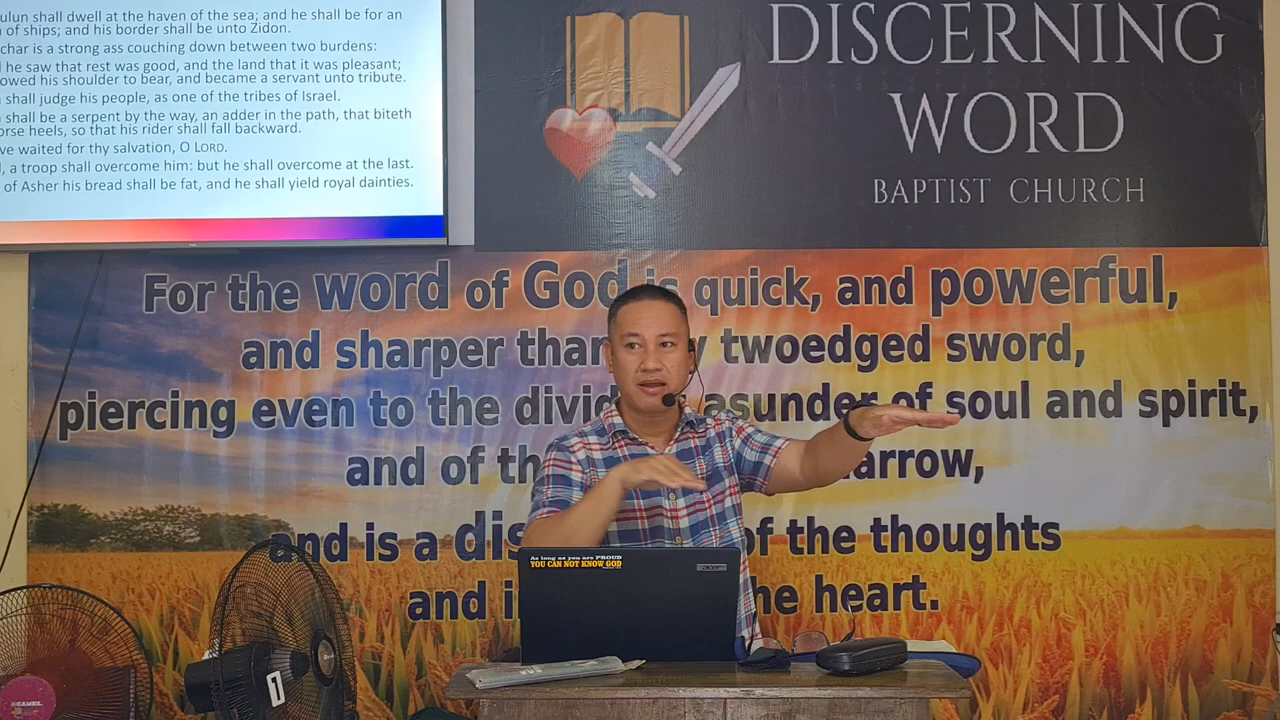 ulun shall dwell at the haven of the sea; and he shall be for an
of ships; and his border shall be unto Zidon.
char is a strong ass couching down between two burdens:
he saw that rest was good, and the land that it was pleasant;
owed his shoulder to bear, and became a servant unto tribute.
shall judge his people, as one of the tribes of Israel.
shall be a serpent by the way, an adder in the path, that biteth
orse heels, so that his rider shall fall backward.
ve waited for thy salvation, O LORD.
, a troop shall overcome him: but he shall overcome at the last.
of Asher his bread shall be fat, and he shall yield royal dainties.
DISCERNING
WORD
BAPTIST CHURCH
For the word of God is quick, and powerful,
and sharper than y twoedged sword,
piercing even to the divid asunder of soul and spirit,
and of th arrow,
and is a dis of the thoughts
and i he heart.
As long as you are PROUD
YOU CAN NOT KNOW GOD
1
CAMEL